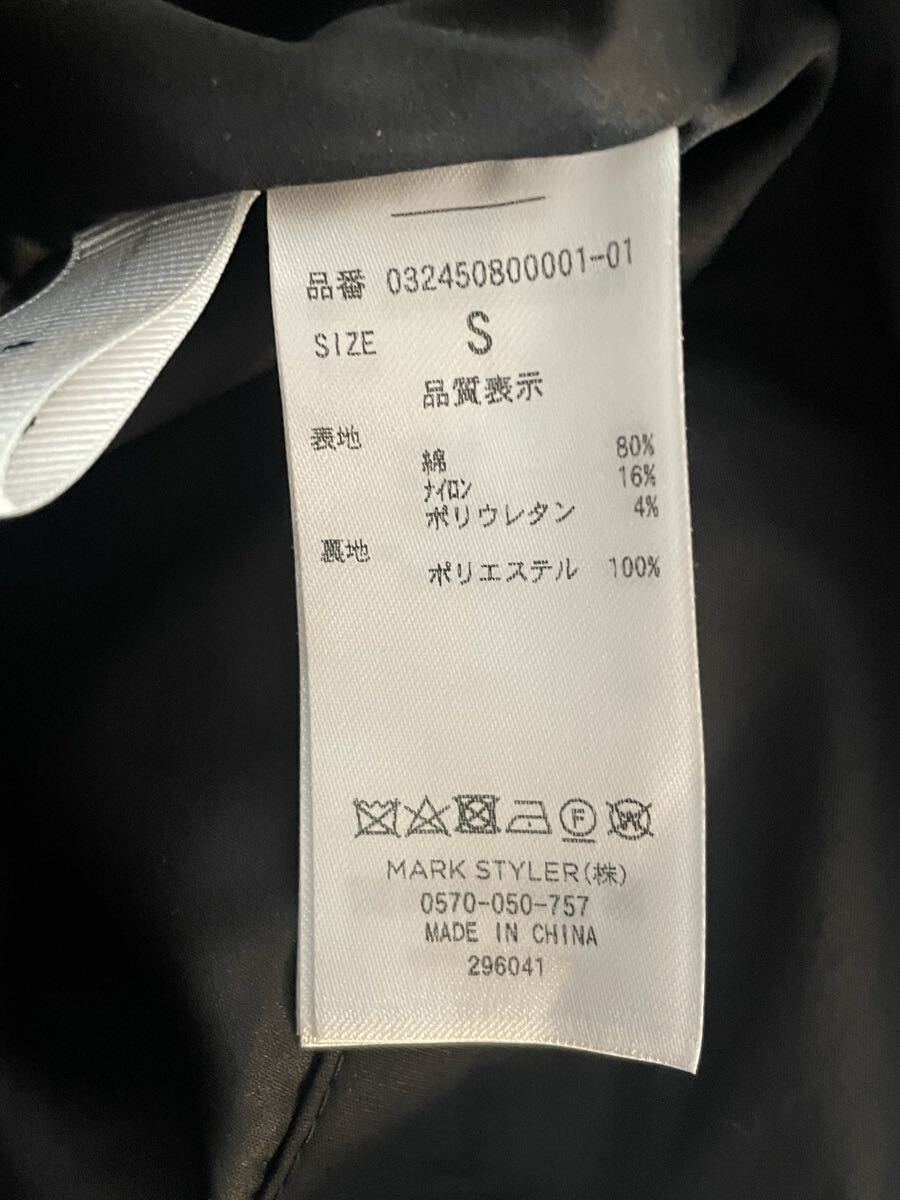 品番 032450800001-01
SIZE S
品質表示
表地
綿 80%
ナイロン 16%
ポリウレタン 4%
裏地
ポリエステル 100%
F W
MARK STYLER(株)
0570-050-757
MADE IN CHINA
296041